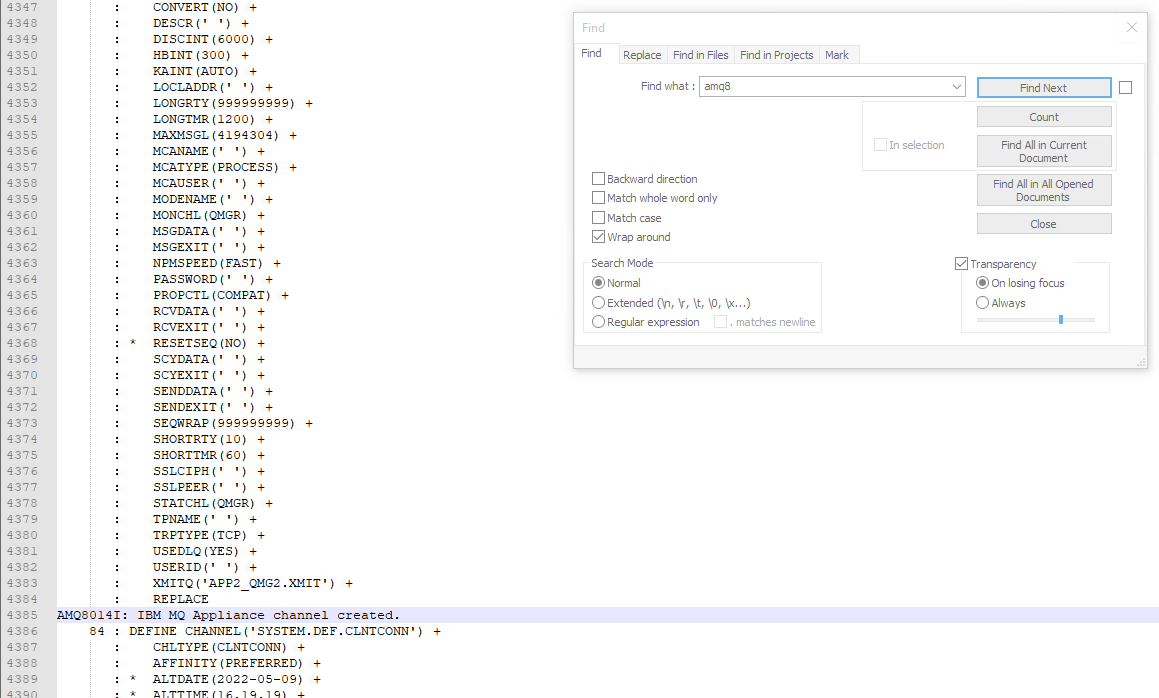 4347 : CONVERT(NO) +
4348 : DESCR(' ') +
4349 : DISCINT(6000) +
4350 : HBINT(300) +
4351 : KAINT(AUTO) +
4352 : LOCLADDR(' ') +
4353 : LONGRTY(999999999) +
4354 : LONGTMR(1200) +
4355 : MAXMSGL(4194304) +
4356 : MCANAME(' ') +
4357 : MCATYPE(PROCESS) +
4358 : MCAUSER(' ') +
4359 : MODENAME(' ') +
4360 : MONCHL(QMGR) +
4361 : MSGDATA(' ') +
4362 : MSGEXIT(' ') +
4363 : NPMSPEED(FAST) +
4364 : PASSWORD(' ') +
4365 : PROPCTL(COMPAT) +
4366 : RCVDATA(' ') +
4367 : RCVEXIT(' ') +
4368 : * RESETSEQ(NO) +
4369 : SCYDATA(' ') +
4370 : SCYEXIT(' ') +
4371 : SENDDATA(' ') +
4372 : SENDEXIT(' ') +
4373 : SEQWRAP(999999999) +
4374 : SHORTRTY(10) +
4375 : SHORTTMR(60) +
4376 : SSLCIPH(' ') +
4377 : SSLPEER(' ') +
4378 : STATCHL(QMGR) +
4379 : TPNAME(' ') +
4380 : TRPTYPE(TCP) +
4381 : USEDLQ(YES) +
4382 : USERID(' ') +
4383 : XMITQ('APP2_QMG2.XMIT') +
4384 : REPLACE
4385 AMQ8014I: IBM MQ Appliance channel created.
4386 84 : DEFINE CHANNEL('SYSTEM.DEF.CLNTCONN') +
4387 : CHLTYPE(CLNTCONN) +
4388 : AFFINITY(PREFERRED) +
4389 : * ALTDATE(2022-05-09) +
4390 : * ALTTIME(16.19.19) +
Find
Find Replace Find in Files Find in Projects Mark
Find what : amq8 Find Next
Count
In selection
Find All in Current
Document
Find All in All Opened
Documents
Close
Backward direction
Match whole word only
Match case
Wrap around
Search Mode
Normal
Extended (\n, \r, \t, \0, \x...)
Regular expression . matches newline
Transparency
On losing focus
Always